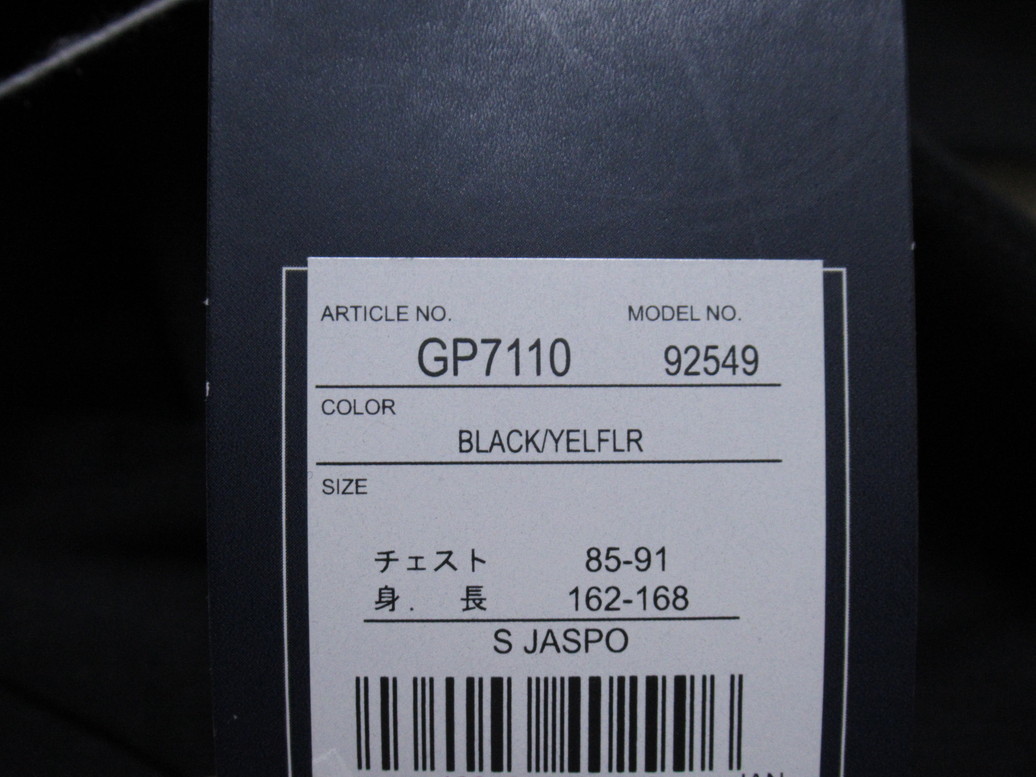 ARTICLE NO. MODEL NO.
GP7110 92549
COLOR
BLACK/YELFLR
SIZE
チェスト 85-91
身. 長 162-168
S JASPO
JAN